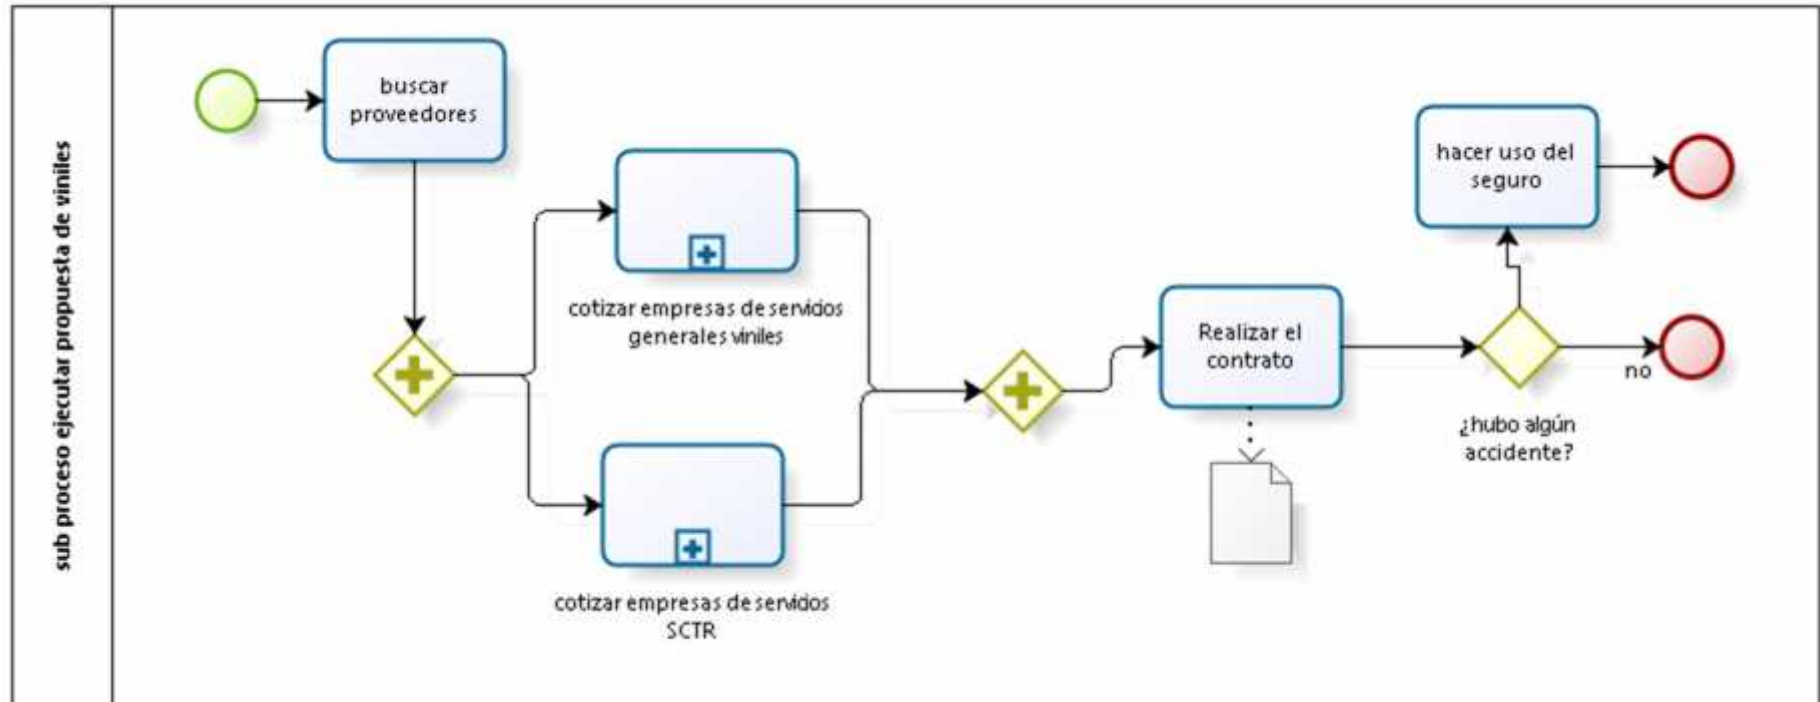 sub proceso ejecutar propuesta de viniles
buscar
proveedores
cotizar empresas de servicios
generales viniles
cotizar empresas de servicios
SCTR
Realizar el
contrato
hacer uso del
seguro
no
¿hubo algún
accidente?